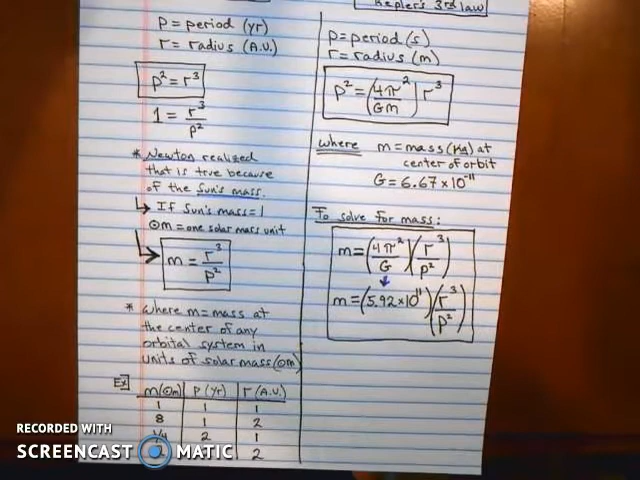 P = period (yr)
r = radius (A.U.)
p² = r³
1 = r³/p²
* Newton realized
that is true because
of the Sun's mass.
↳ If Sun's mass = 1
⊙m = one solar mass unit
m = r³/p²
* where m = mass at
the center of any
orbital system in
units of solar mass (⊙m)
Ex
m(⊙m) P (yr) r (A.U.)
1 1 1
8 1 2
1/4 2 1
2
Kepler's 3rd law
p = period (s)
r = radius (m)
p² = (4π²/Gm) r³
where m = mass (kg) at
center of orbit
G = 6.67 x 10⁻¹¹
To solve for mass:
m = (4π²/G)(r³/p²)
m = (5.92 x 10¹¹)(r³/p²)
RECORDED WITH
SCREENCAST MATIC